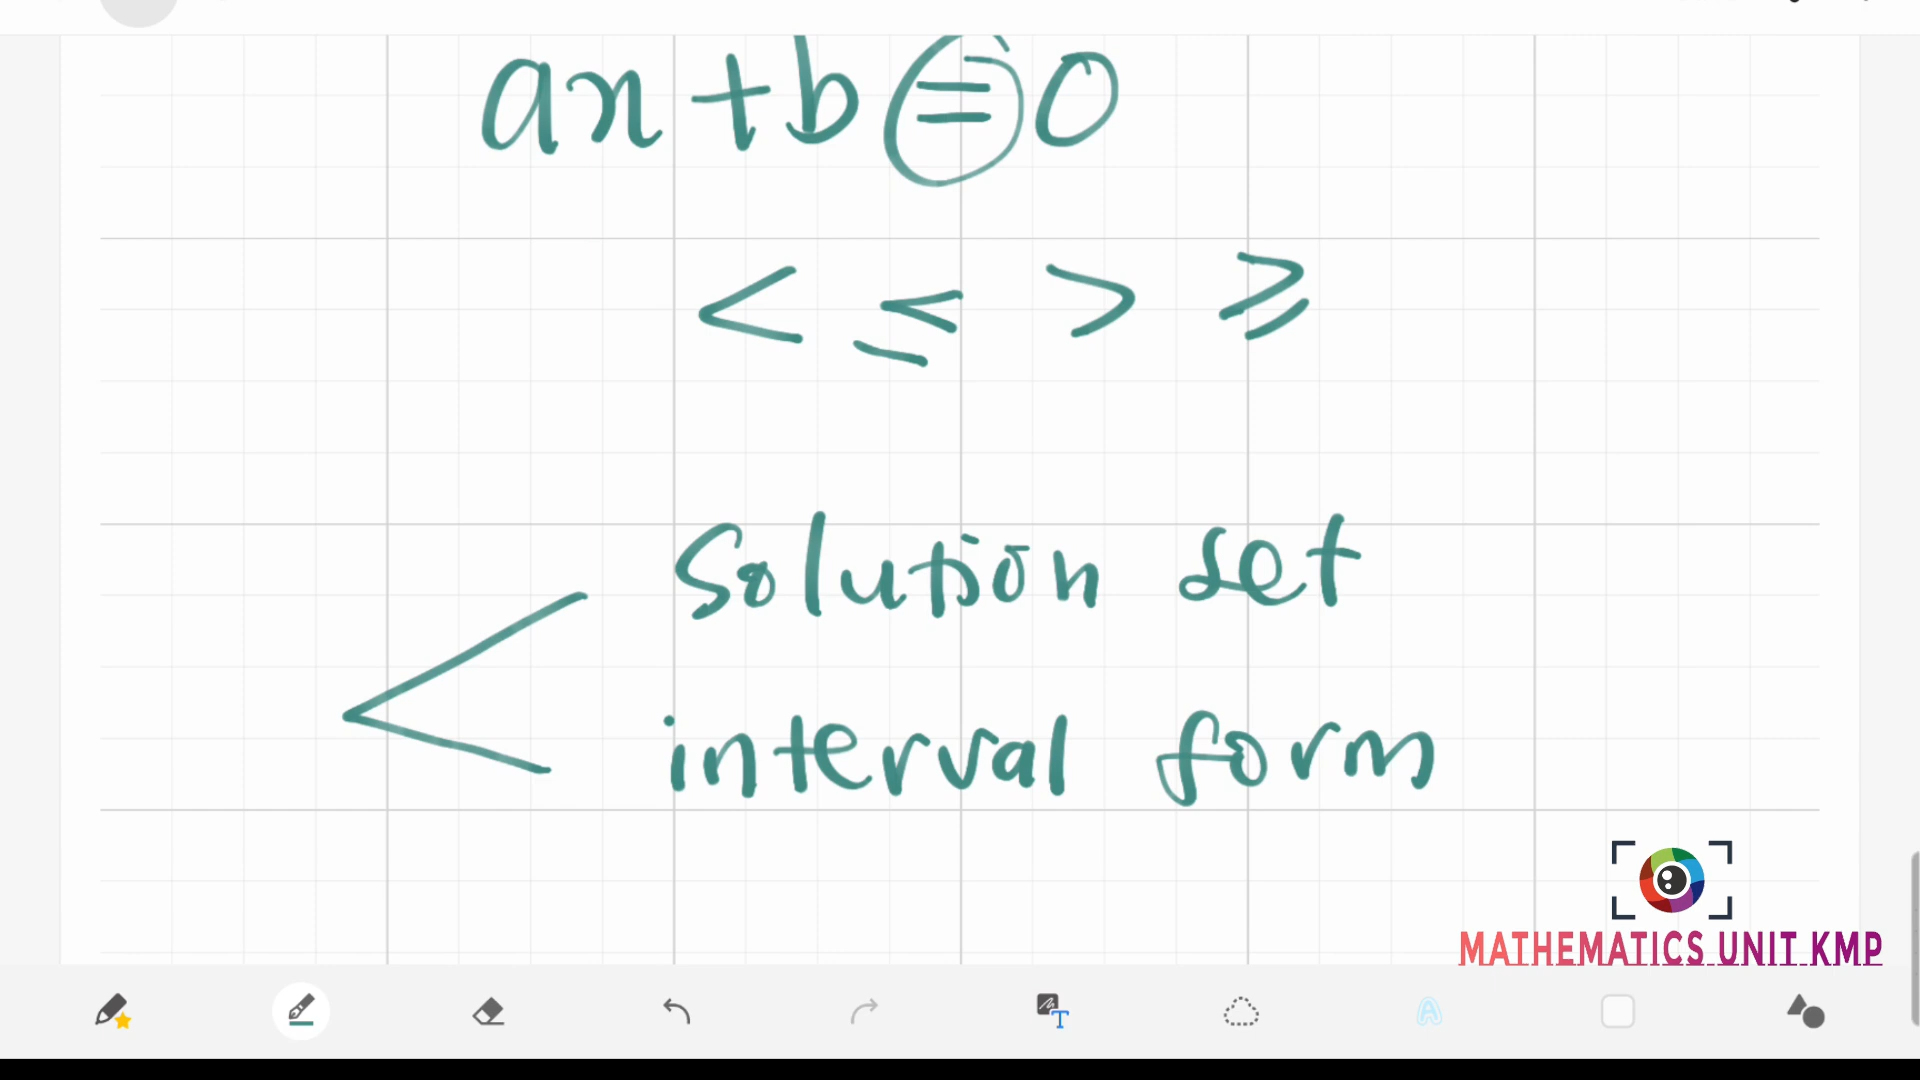 ax + b = 0
< ≤ > ≥
Solution set
interval form
MATHEMATICS UNIT KMP